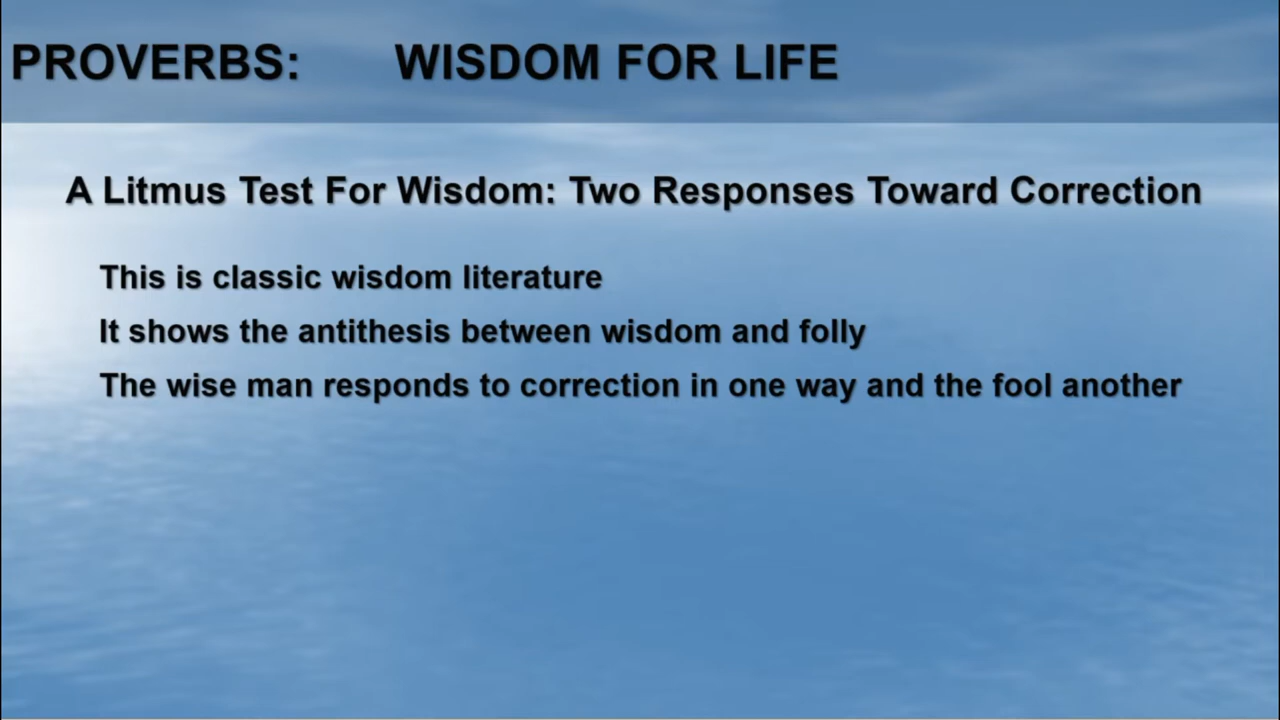 PROVERBS: WISDOM FOR LIFE
A Litmus Test For Wisdom: Two Responses Toward Correction
This is classic wisdom literature
It shows the antithesis between wisdom and folly
The wise man responds to correction in one way and the fool another